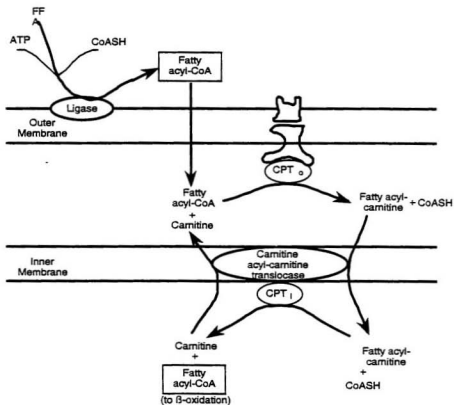 FF
A
ATP
CoASH
Fatty
acyl-CoA
Ligase
Outer
Membrane
CPT o
Fatty
acyl-CoA
+
Carnitine
Fatty acyl-
carnitine + CoASH
Inner
Membrane
Carnitine
acyl-carnitine
translocase
CPT I
Carnitine
+
Fatty
acyl-CoA
(to β-oxidation)
Fatty acyl-
carnitine
+
CoASH